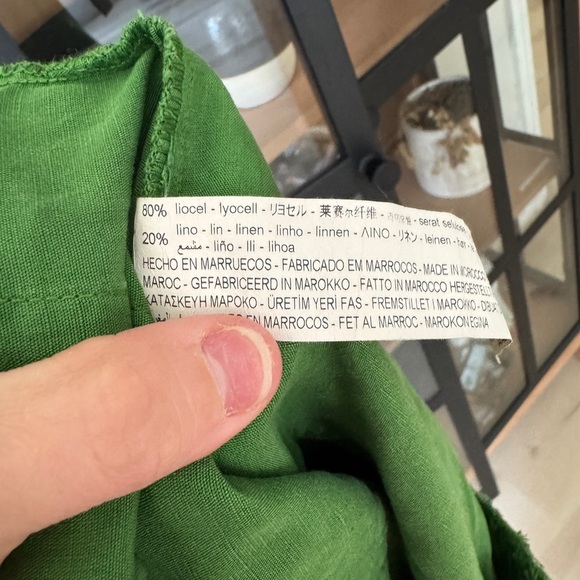 80% liocel - lyocell - リヨセル - 莱赛尔纤维 - serat selulosa
20% lino - lin - linen - linho - linnen - ΛΙΝΟ - リネン - leinen - hør -
- liño - lli - lihoa
HECHO EN MARRUECOS - FABRICADO EM MARROCOS - MADE IN MOROCCO
MAROC - GEFABRICEERD IN MAROKKO - FATTO IN MAROCCO HERGESTELLT
ΚΑΤΑΣΚΕΥΗ ΜΑΡΟΚΟ - ÜRETİM YERİ FAS - FREMSTILLET I MAROKKO -
EN MARROCOS - FET AL MARROC - MAROKON EGINA